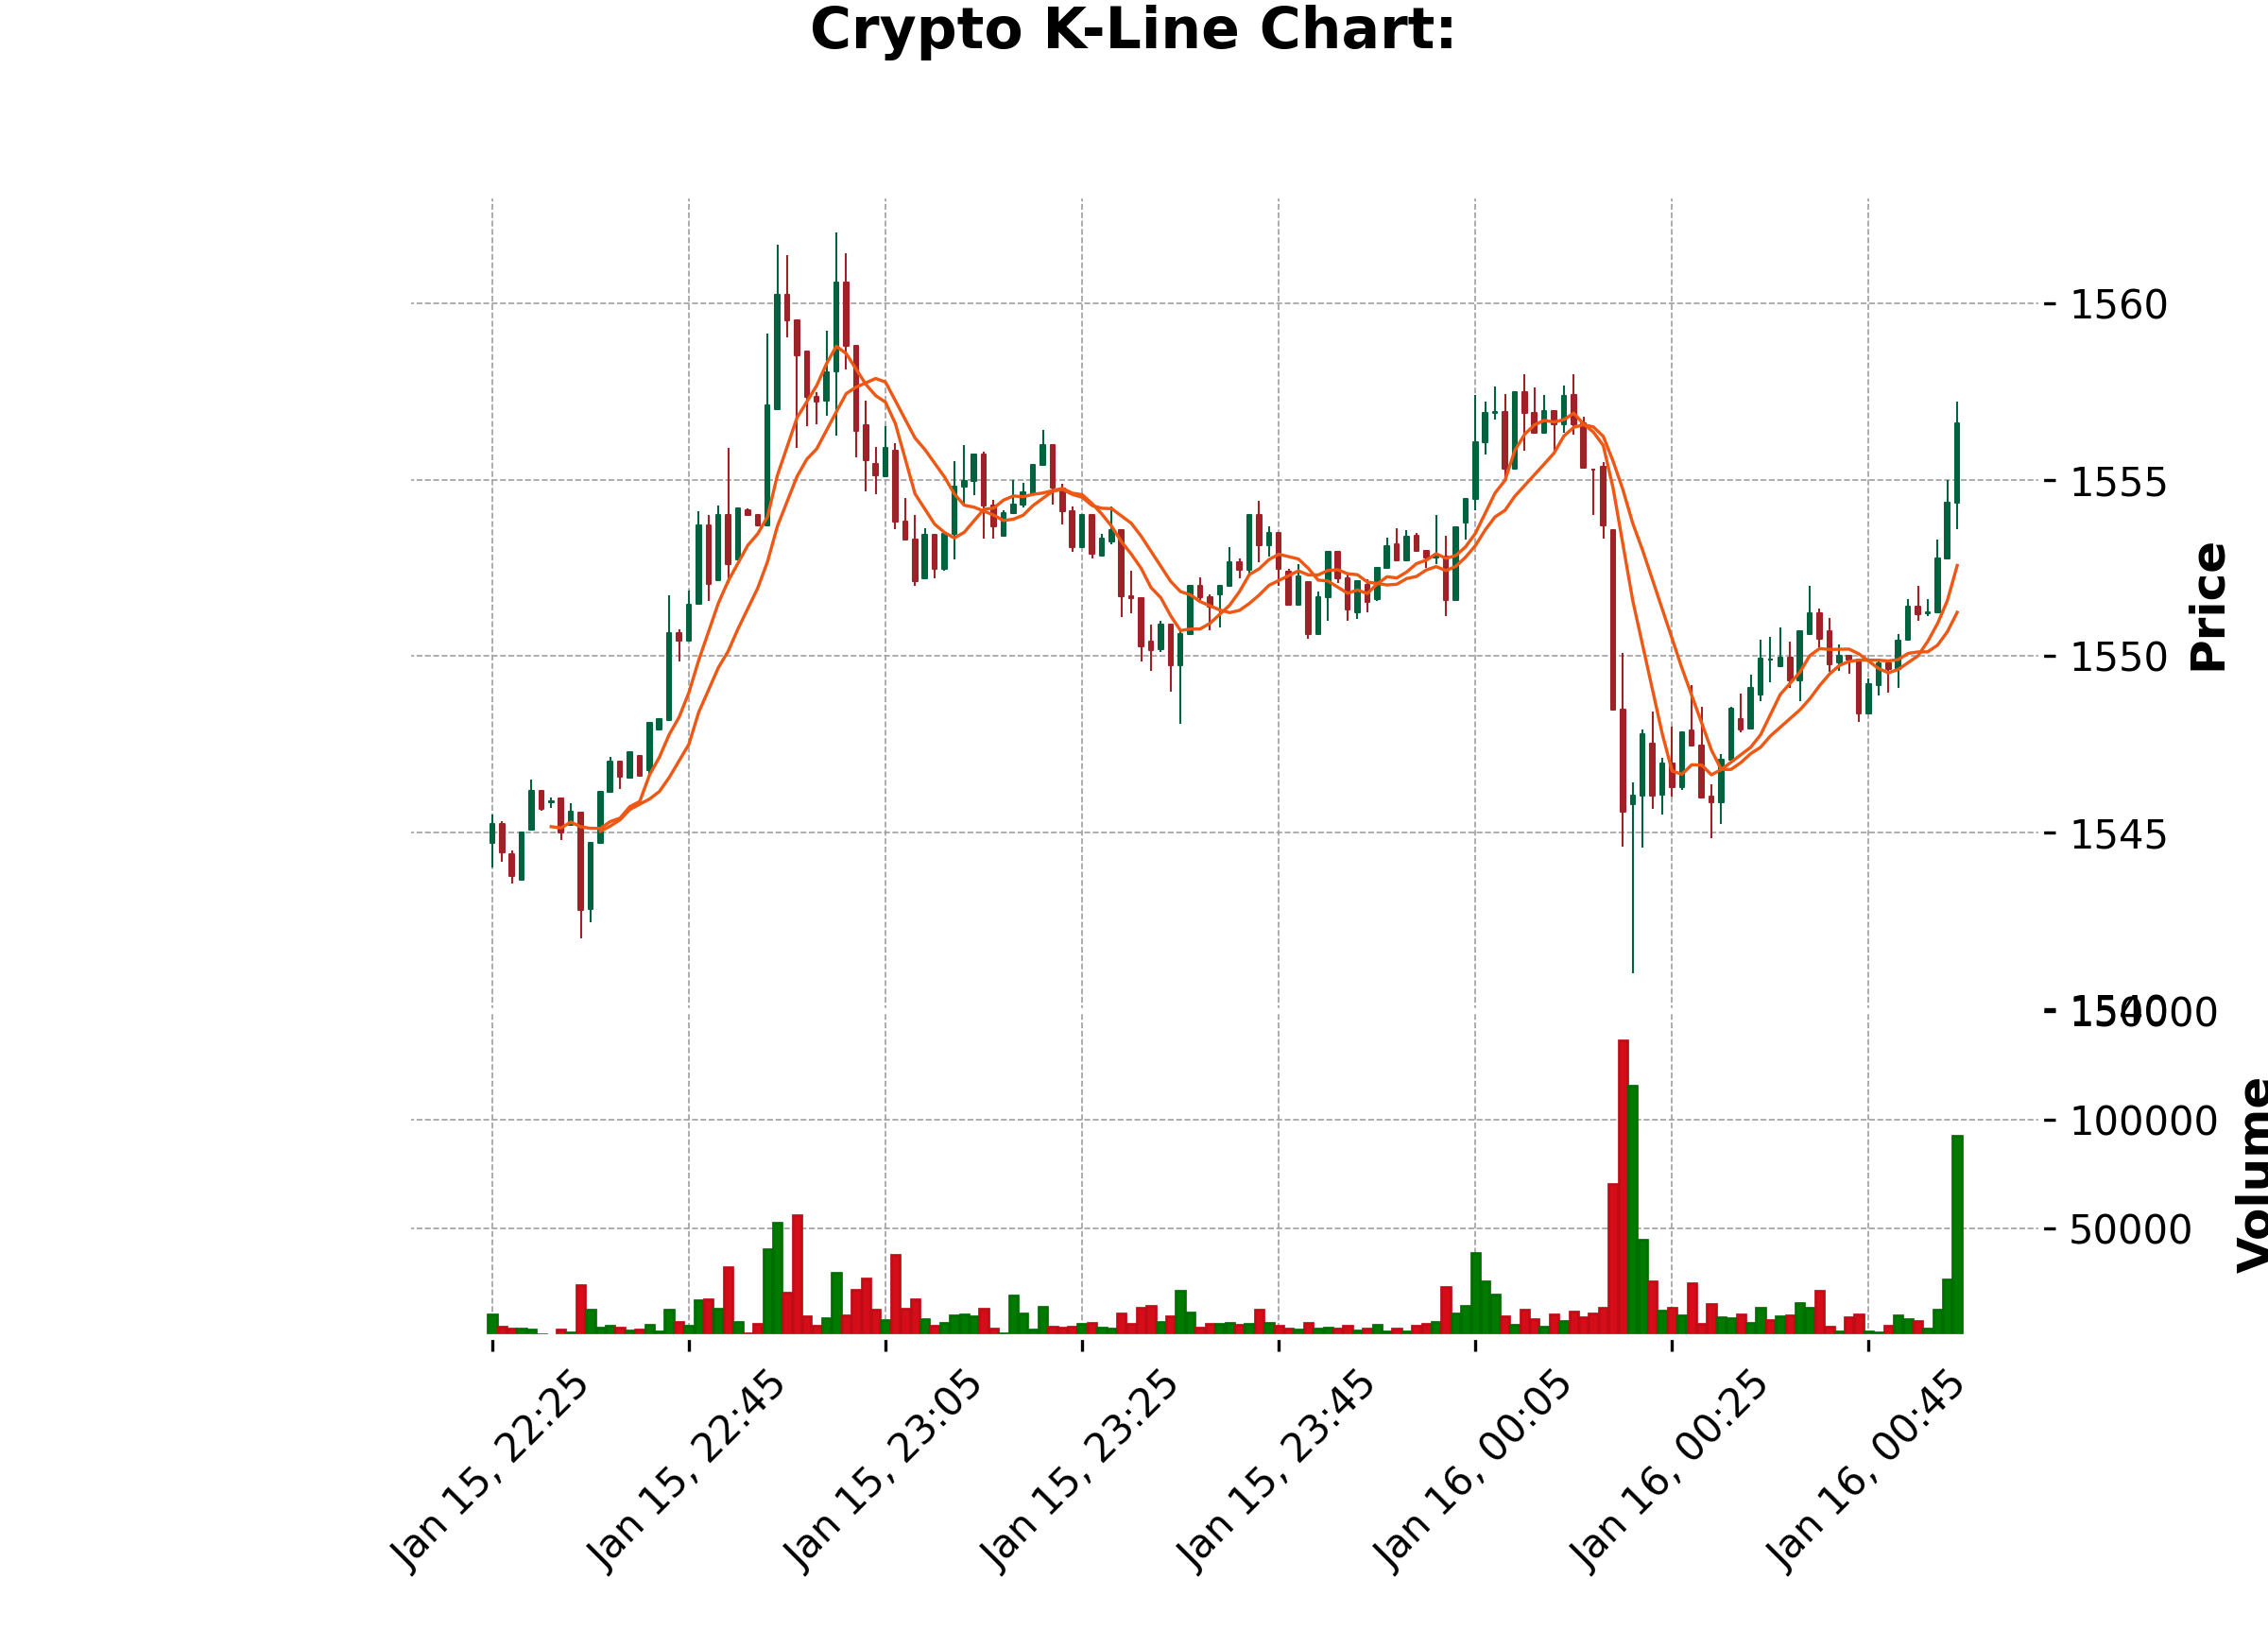 Crypto K-Line Chart:
1560
1555
1550
1545
1540
Price
150000
100000
50000
Volume
Jan 15, 22:25
Jan 15, 22:45
Jan 15, 23:05
Jan 15, 23:25
Jan 15, 23:45
Jan 16, 00:05
Jan 16, 00:25
Jan 16, 00:45